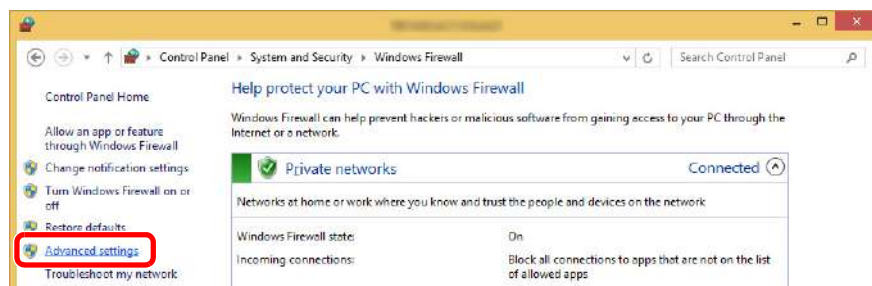 Control Panel ▸ System and Security ▸ Windows Firewall
Search Control Panel
Control Panel Home
Allow an app or feature
through Windows Firewall
Change notification settings
Turn Windows Firewall on or
off
Restore defaults
Advanced settings
Troubleshoot my network
Help protect your PC with Windows Firewall
Windows Firewall can help prevent hackers or malicious software from gaining access to your PC through the
Internet or a network.
Private networks
Connected
Networks at home or work where you know and trust the people and devices on the network
Windows Firewall state:
On
Incoming connections:
Block all connections to apps that are not on the list
of allowed apps